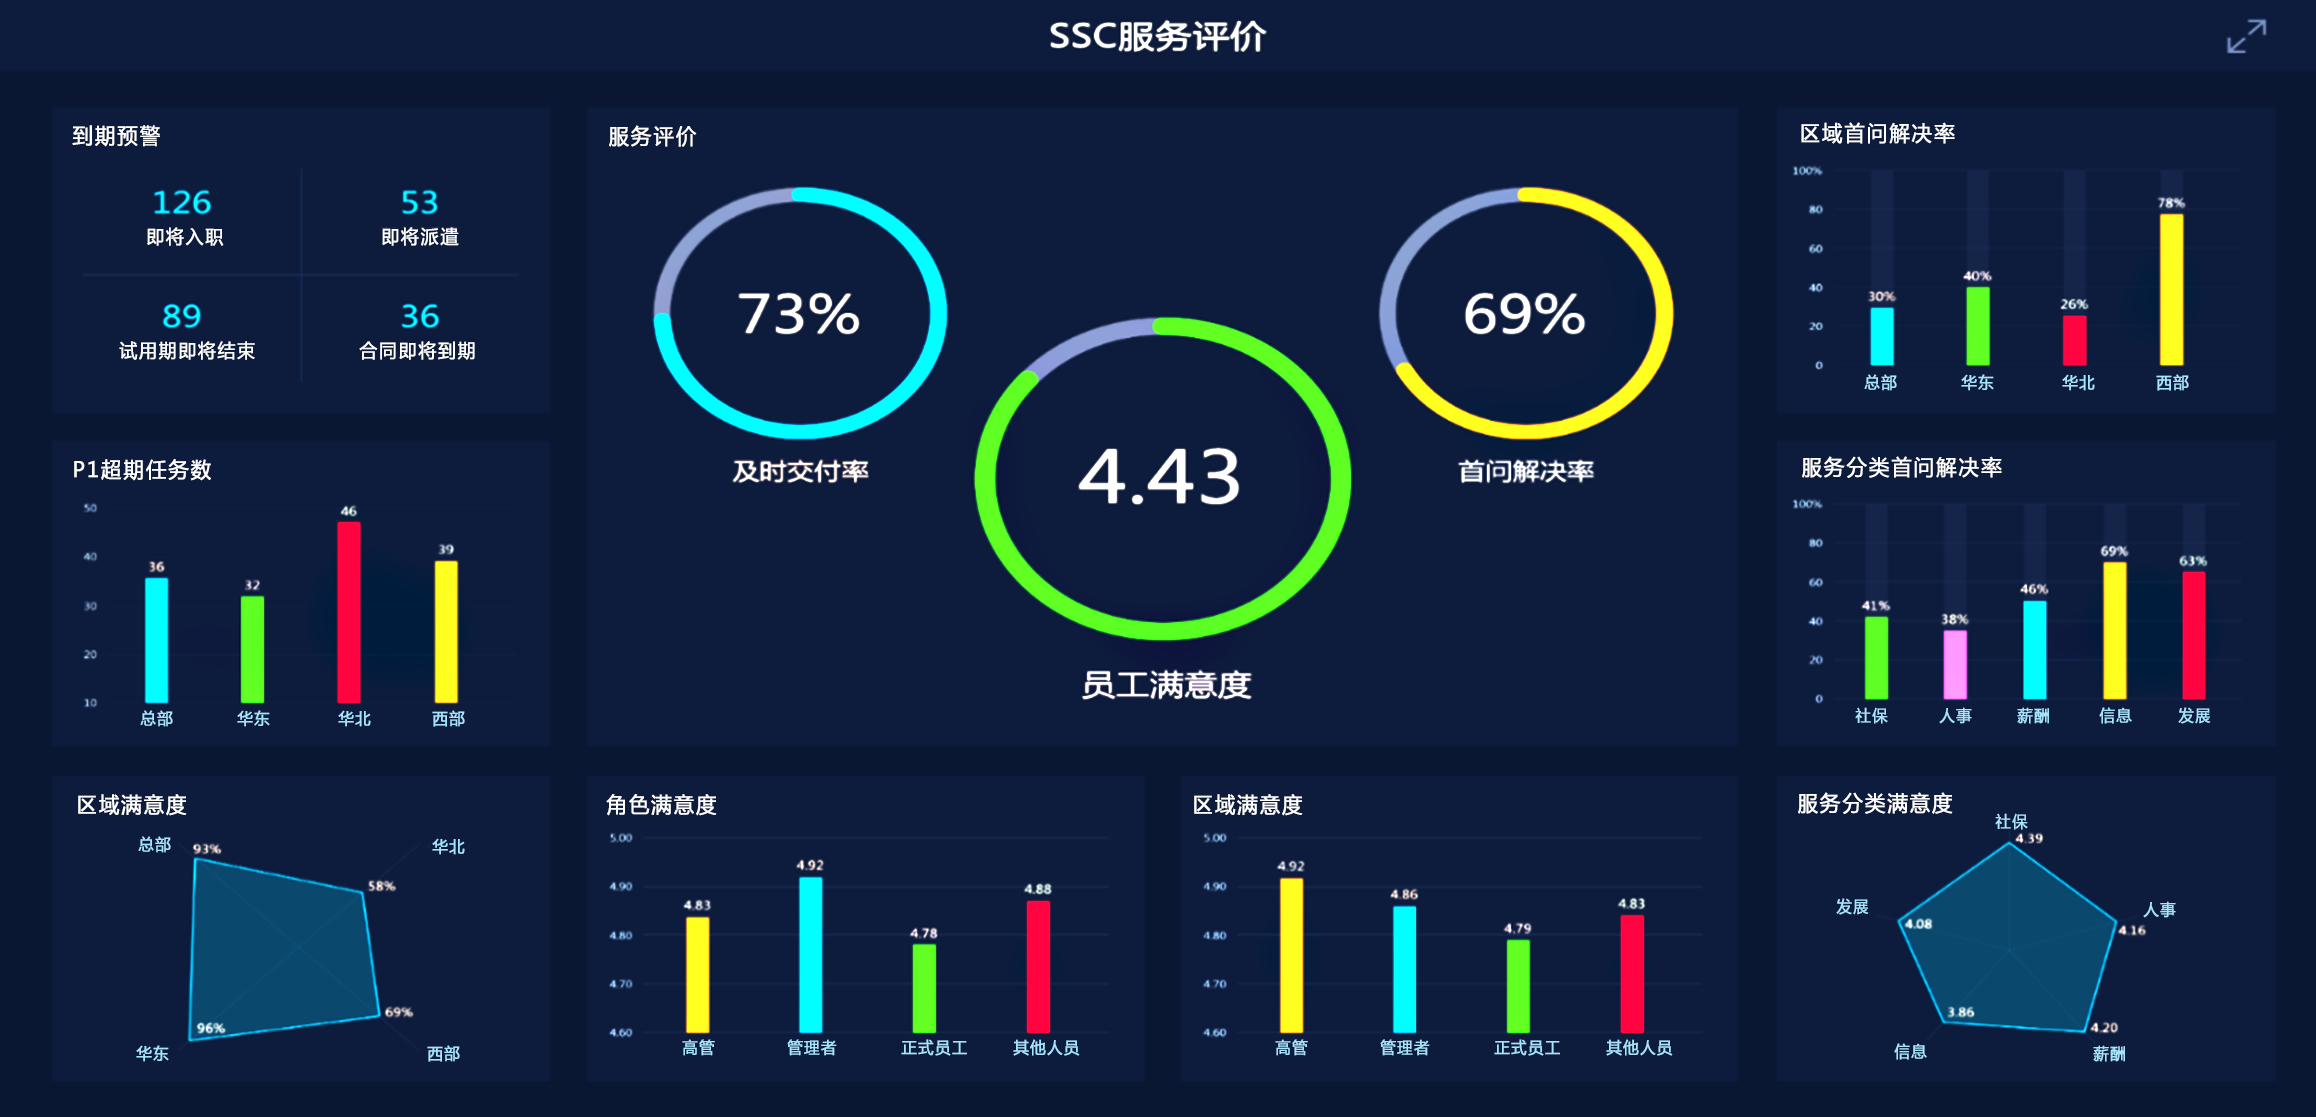 SSC服务评价
到期预警
126
即将入职
53
即将派遣
89
试用期即将结束
36
合同即将到期
服务评价
73%
及时交付率
4.43
员工满意度
69%
首问解决率
区域首问解决率
100%
80
60
40
20
0
30%
40%
26%
78%
总部
华东
华北
西部
P1超期任务数
50
40
30
20
10
36
32
46
39
总部
华东
华北
西部
服务分类首问解决率
100%
80
60
40
20
0
41%
38%
46%
69%
63%
社保
人事
薪酬
信息
发展
区域满意度
总部
93%
华北
58%
69%
西部
96%
华东
角色满意度
5.00
4.90
4.80
4.70
4.60
4.83
4.92
4.78
4.88
高管
管理者
正式员工
其他人员
区域满意度
5.00
4.90
4.80
4.70
4.60
4.92
4.86
4.79
4.83
高管
管理者
正式员工
其他人员
服务分类满意度
社保
4.39
人事
4.16
4.20
薪酬
3.86
信息
发展
4.08